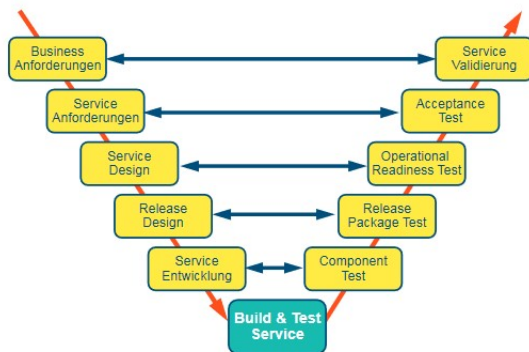 Business
Anforderungen
Service
Validierung
Service
Anforderungen
Acceptance
Test
Service
Design
Operational
Readiness Test
Release
Design
Release
Package Test
Service
Entwicklung
Component
Test
Build & Test
Service